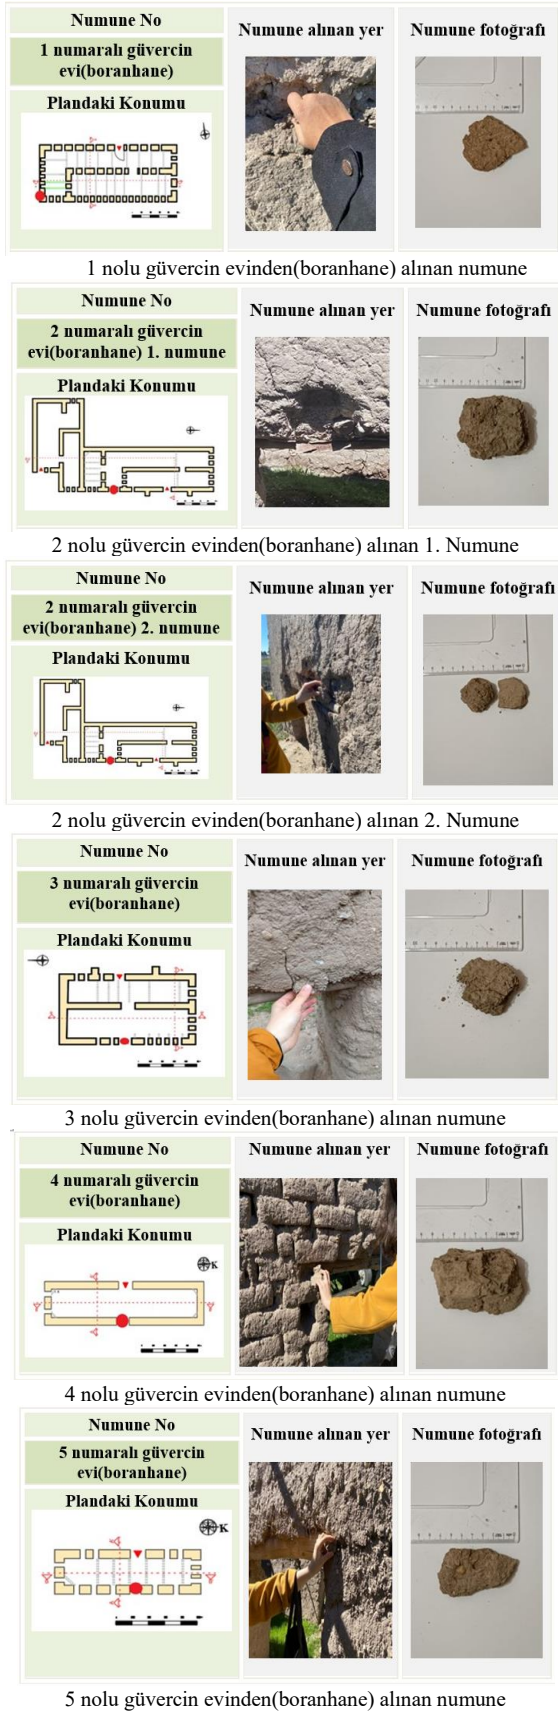 Numune No
1 numaralı güvercin
evi(boranhane)
Plandaki Konumu
Numune alınan yer
Numune fotoğrafı
1 nolu güvercin evinden(boranhane) alınan numune
Numune No
2 numaralı güvercin
evi(boranhane) 1. numune
Plandaki Konumu
Numune alınan yer
Numune fotoğrafı
2 nolu güvercin evinden(boranhane) alınan 1. Numune
Numune No
2 numaralı güvercin
evi(boranhane) 2. numune
Plandaki Konumu
Numune alınan yer
Numune fotoğrafı
2 nolu güvercin evinden(boranhane) alınan 2. Numune
Numune No
3 numaralı güvercin
evi(boranhane)
Plandaki Konumu
Numune alınan yer
Numune fotoğrafı
3 nolu güvercin evinden(boranhane) alınan numune
Numune No
4 numaralı güvercin
evi(boranhane)
Plandaki Konumu
K
Numune alınan yer
Numune fotoğrafı
4 nolu güvercin evinden(boranhane) alınan numune
Numune No
5 numaralı güvercin
evi(boranhane)
Plandaki Konumu
K
Numune alınan yer
Numune fotoğrafı
5 nolu güvercin evinden(boranhane) alınan numune